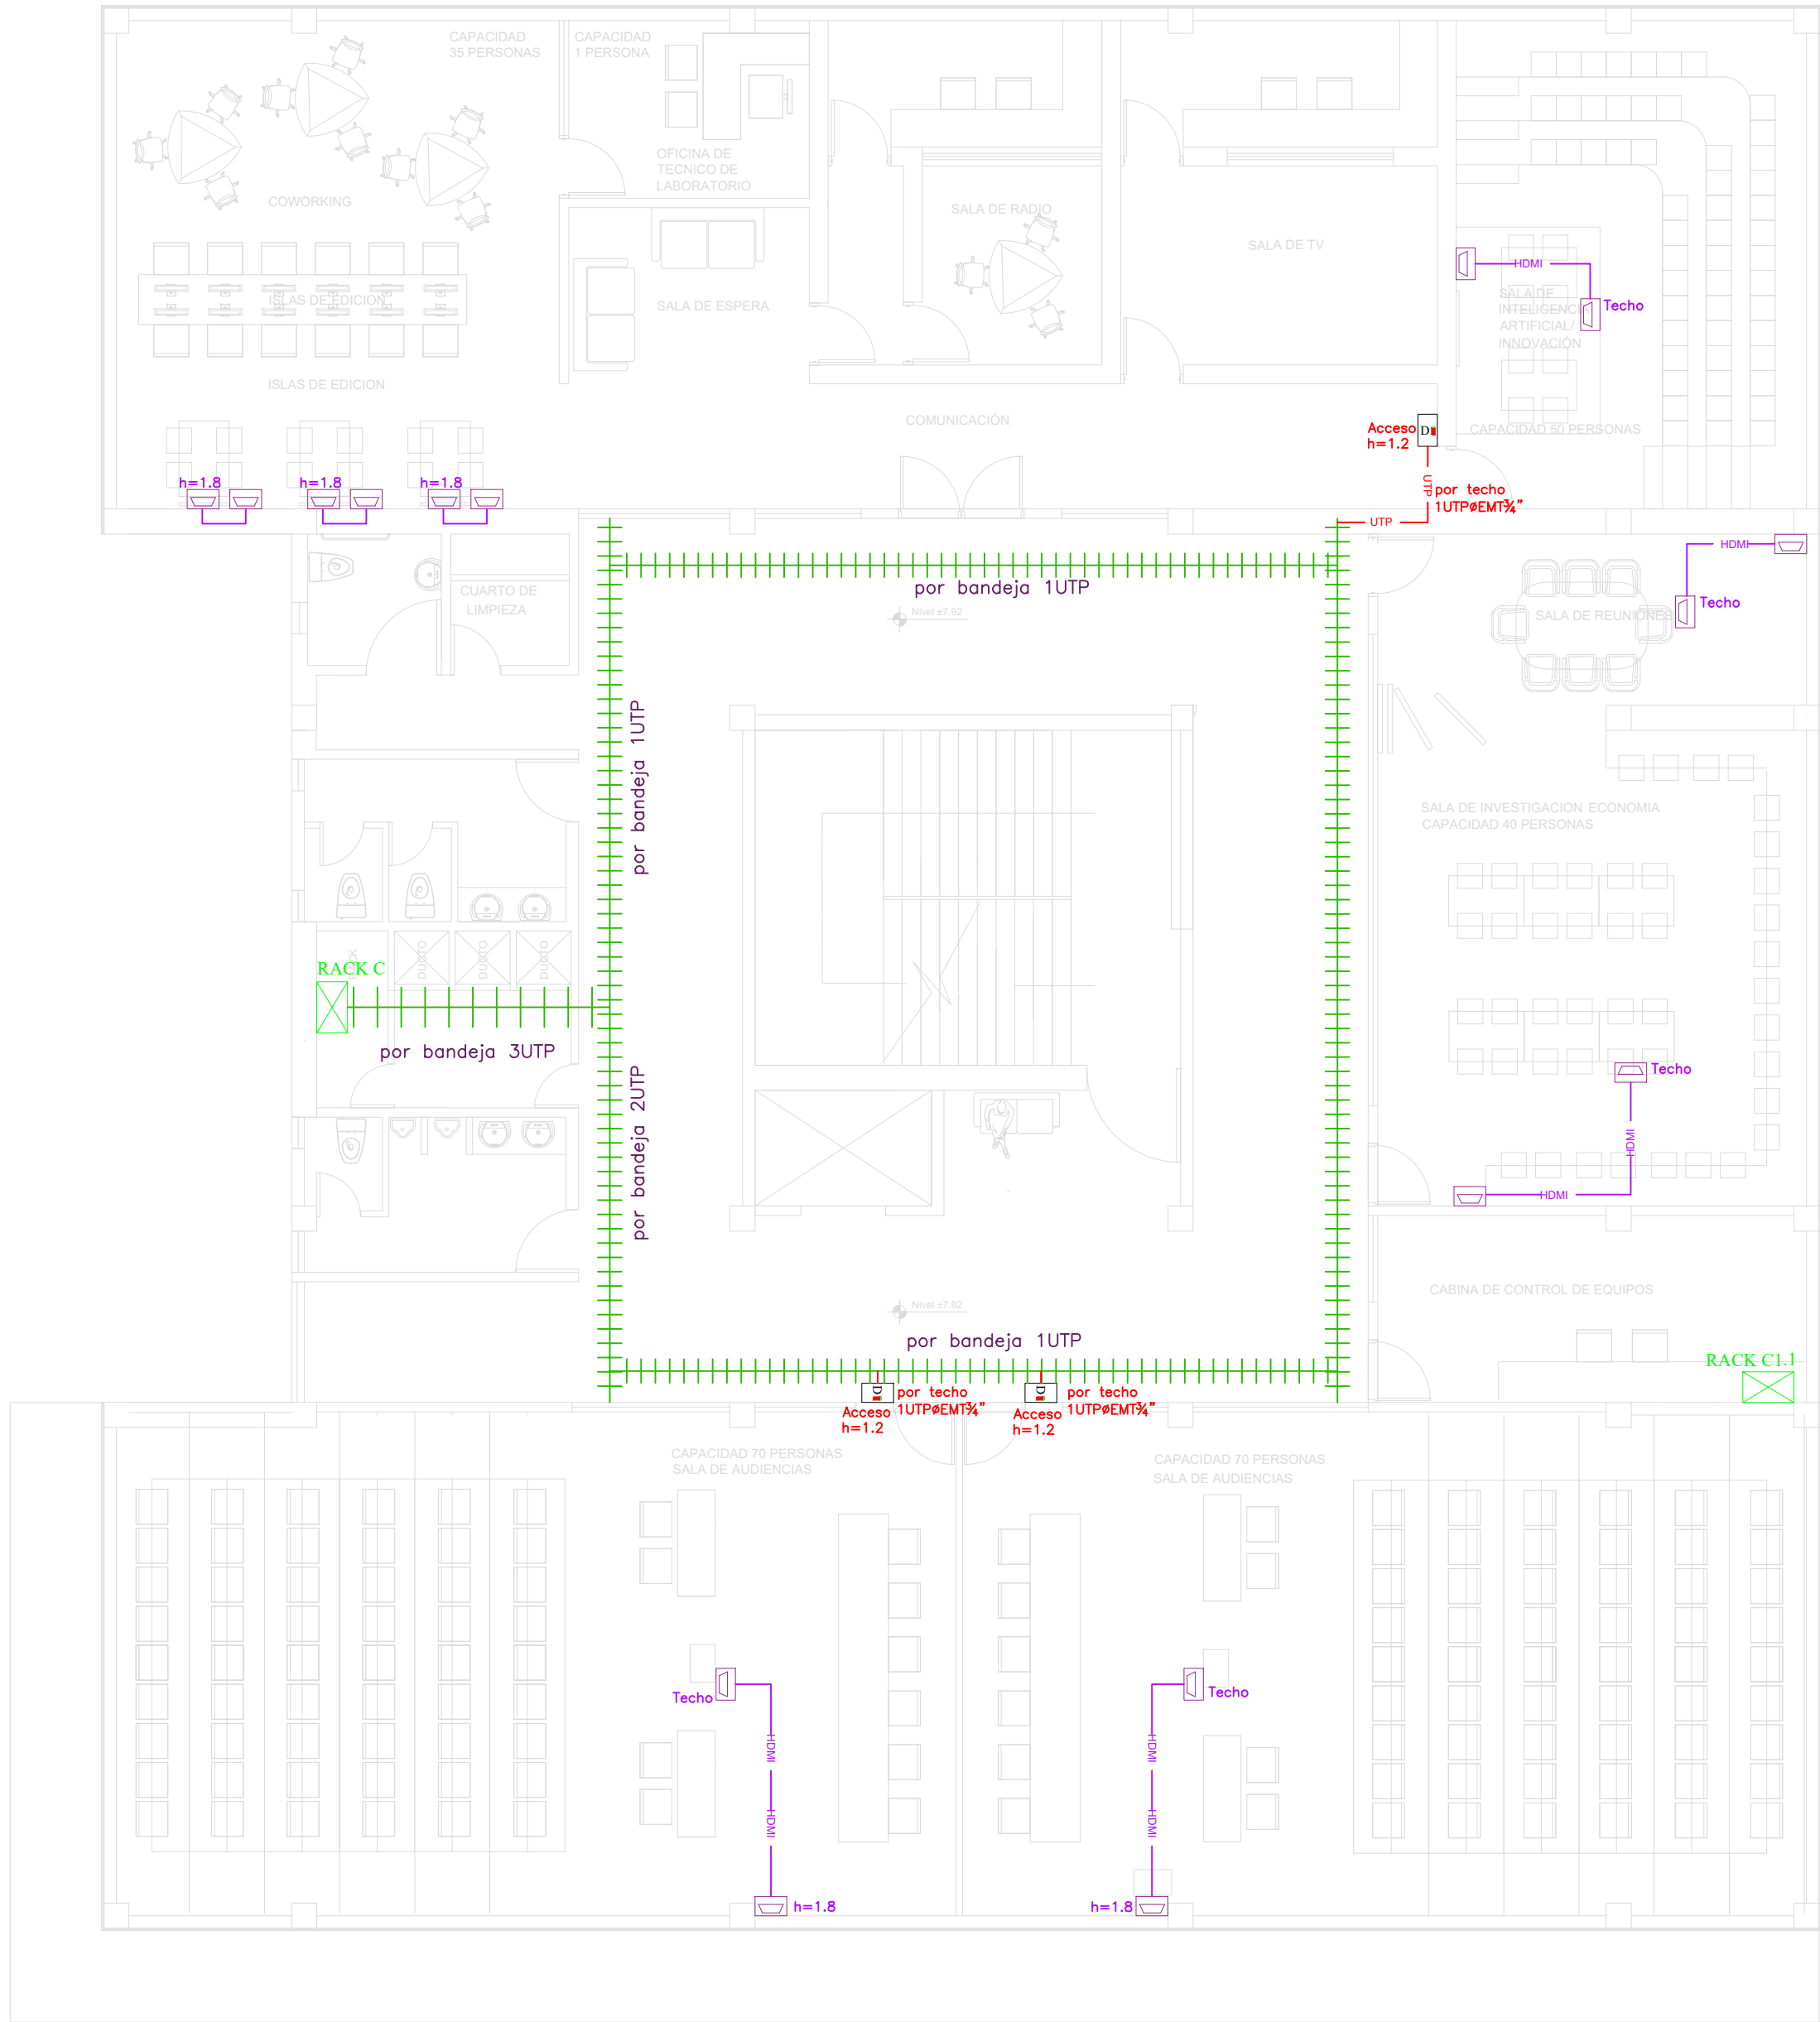 CAPACIDAD
35 PERSONAS
CAPACIDAD
1 PERSONA
OFICINA DE
TECNICO DE
LABORATORIO
COWORKING
SALA DE RADIO
SALA DE TV
HDMI
Techo
SALA DE
INTELIGENCIA
ARTIFICIAL/
INNOVACIÓN
ISLAS DE EDICION
SALA DE ESPERA
ISLAS DE EDICION
COMUNICACIÓN
Acceso
h=1.2
D
CAPACIDAD 50 PERSONAS
h=1.8
h=1.8
h=1.8
UTP
por techo
1UTPØEMT¾"
UTP
HDMI
CUARTO DE
LIMPIEZA
por bandeja 1UTP
Nivel ±7.92
Techo
SALA DE REUNIONES
por bandeja 1UTP
SALA DE INVESTIGACION ECONOMIA
CAPACIDAD 40 PERSONAS
RACK
DUCTO
DUCTO
DUCTO
RACK C
por bandeja 3UTP
por bandeja 2UTP
Techo
HDMI
HDMI
CABINA DE CONTROL DE EQUIPOS
Nivel ±7.92
por bandeja 1UTP
RACK C1.1
D
por techo
1UTPØEMT¾"
Acceso
h=1.2
D
por techo
1UTPØEMT¾"
Acceso
h=1.2
CAPACIDAD 70 PERSONAS
SALA DE AUDIENCIAS
CAPACIDAD 70 PERSONAS
SALA DE AUDIENCIAS
Techo
Techo
HDMI
HDMI
HDMI
HDMI
h=1.8
h=1.8